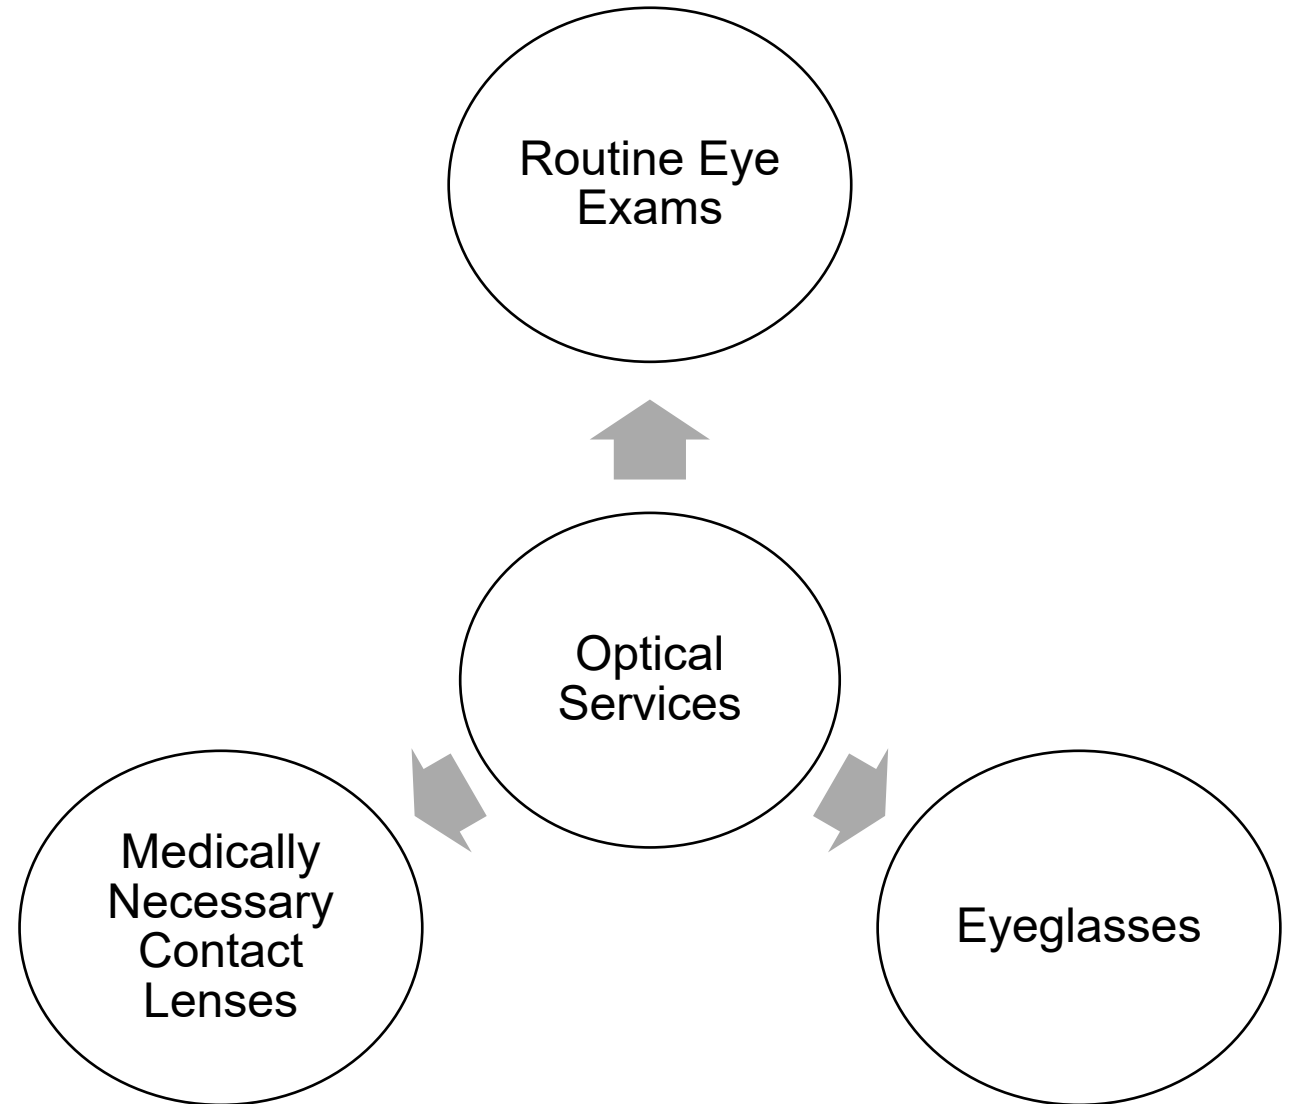 Routine Eye
Exams
Optical
Services
Medically
Necessary
Contact
Lenses
Eyeglasses